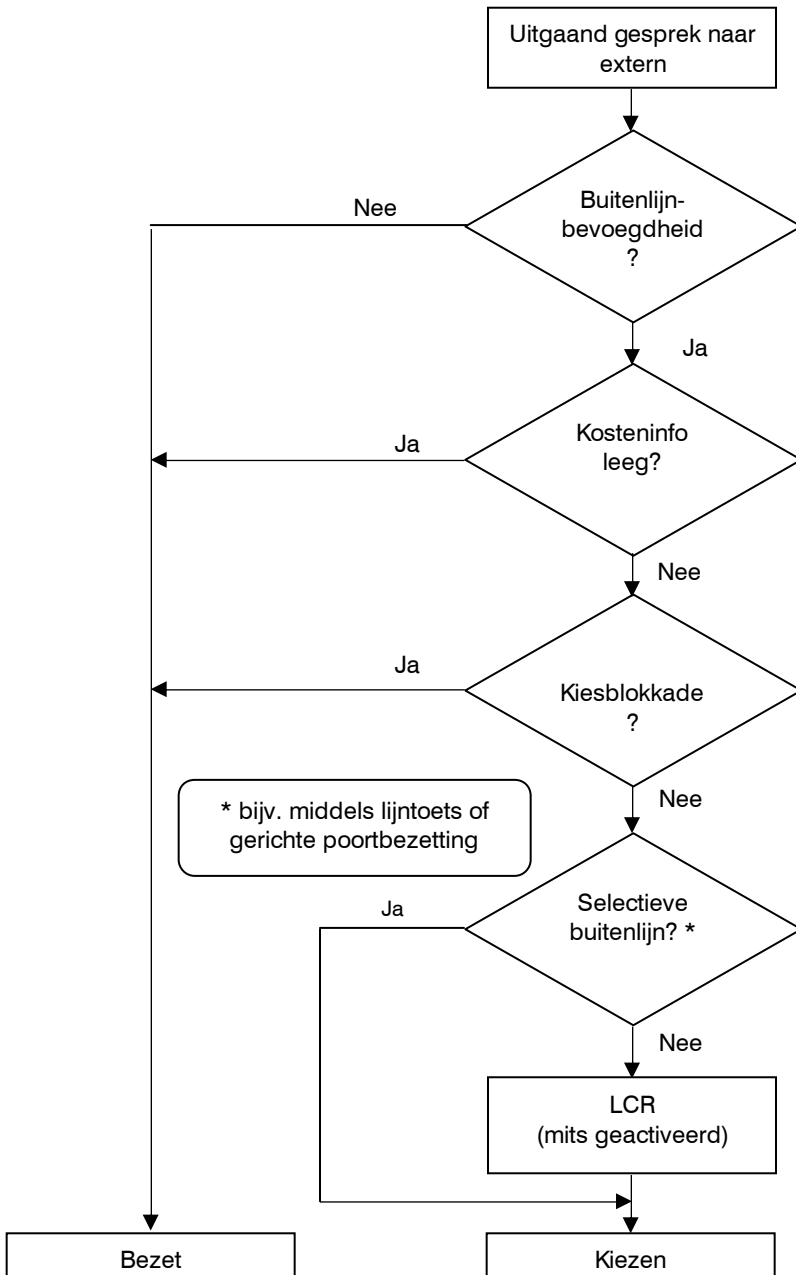 Uitgaand gesprek naar
extern
Nee
Buitenlijn-
bevoegdheid
?
Ja
Ja
Kosteninfo
leeg?
Nee
Ja
Kiesblokkade
?
Nee
* bijv. middels lijntoets of
gerichte poortbezetting
Ja
Selectieve
buitenlijn? *
Nee
LCR
(mits geactiveerd)
Bezet
Kiezen